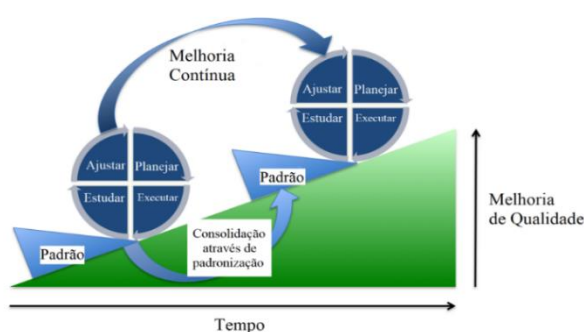 Melhoria
Contínua
Ajustar
Planejar
Estudar
Executar
Ajustar
Planejar
Estudar
Executar
Padrão
Padrão
Consolidação
através de
padronização
Melhoria
de Qualidade
Tempo